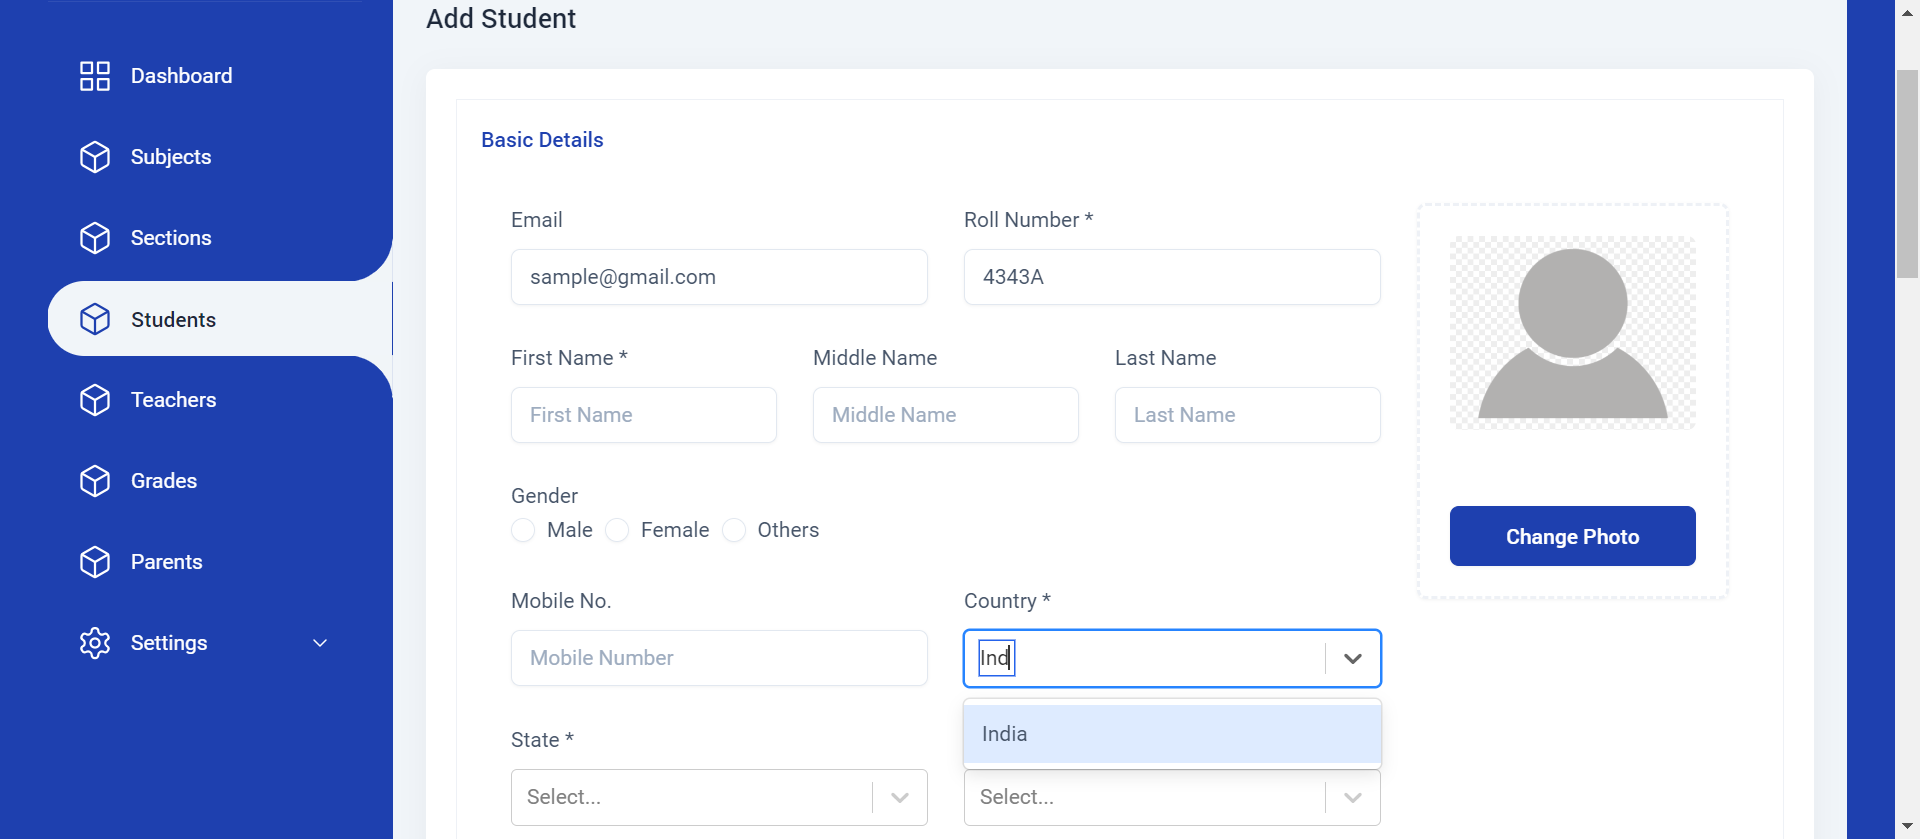 Add Student
Dashboard
Subjects
Sections
Students
Teachers
Grades
Parents
Settings
Basic Details
Email
Roll Number *
sample@gmail.com
4343A
First Name *
Middle Name
Last Name
First Name
Middle Name
Last Name
Gender
Male
Female
Others
Change Photo
Mobile No.
Country *
Mobile Number
Ind
India
State *
Select...
Select...